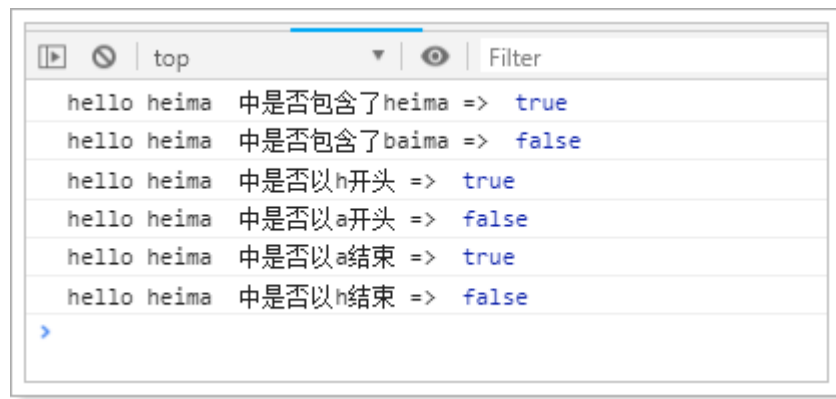 top Filter
hello heima 中是否包含了heima => true
hello heima 中是否包含了baima => false
hello heima 中是否以h开头 => true
hello heima 中是否以a开头 => false
hello heima 中是否以a结束 => true
hello heima 中是否以h结束 => false
>